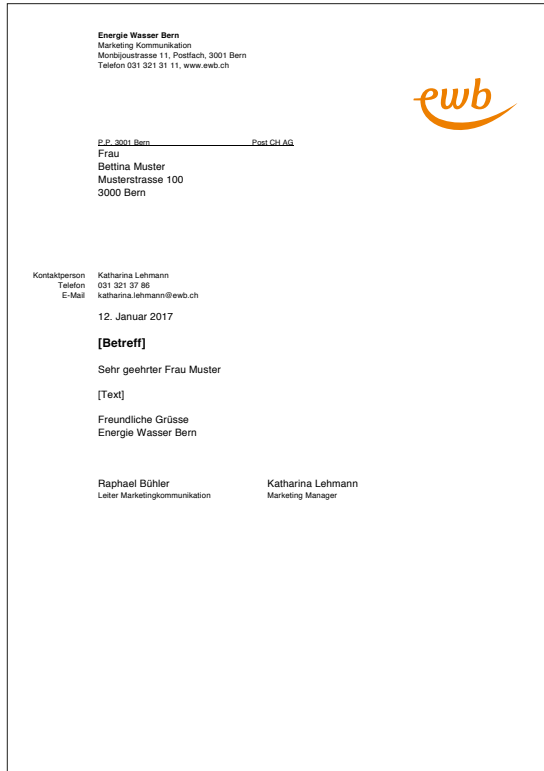 Energie Wasser Bern
Marketing Kommunikation
Monbijoustrasse 11, Postfach, 3001 Bern
Telefon 031 321 31 11, www.ewb.ch
ewb
P.P. 3001 Bern Post CH AG
Frau
Bettina Muster
Musterstrasse 100
3000 Bern
Kontaktperson Katharina Lehmann
Telefon 031 321 37 86
E-Mail katharina.lehmann@ewb.ch
12. Januar 2017
[Betreff]
Sehr geehrter Frau Muster
[Text]
Freundliche Grüsse
Energie Wasser Bern
Raphael Bühler Katharina Lehmann
Leiter Marketingkommunikation Marketing Manager